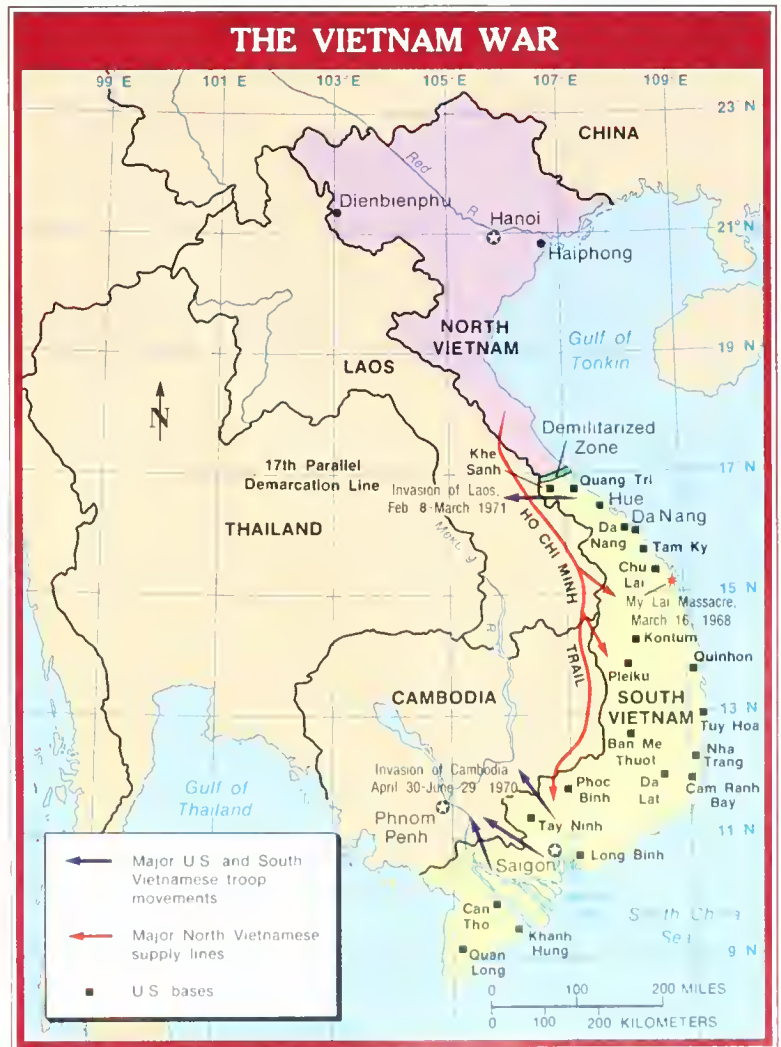 THE VIETNAM WAR
99° E 101° E 103° E 105° E 107° E 109° E
23° N
CHINA
Red
R.
Dienbienphu
Hanoi
21° N
Haiphong
NORTH
VIETNAM
Gulf of
Tonkin
19° N
LAOS
N
Demilitarized
Zone
Khe
Sanh
17° N
17th Parallel
Demarcation Line
Quang Tri
Invasion of Laos,
Feb 8-March 1971
Hue
HO CHI MINH
TRAIL
Da Nang
Da
Nang
THAILAND
Mekong
R.
Tam Ky
Chu
Lai
15° N
My Lai Massacre,
March 16, 1968
Kontum
Quinhon
Pleiku
CAMBODIA
SOUTH
VIETNAM
13° N
Tuy Hoa
Ban Me
Thuot
Nha
Trang
Invasion of Cambodia
April 30-June 29 1970
Phoc
Binh
Da
Lat
Cam Ranh
Bay
Gulf of
Thailand
Phnom
Penh
Tay Ninh
11° N
Saigon
Long Binh
Can
Tho
Khanh
Hung
South China
Sea
Quan
Long
9° N
Major U.S. and South
Vietnamese troop
movements
Major North Vietnamese
supply lines
U.S. bases
0 100 200 MILES
0 100 200 KILOMETERS